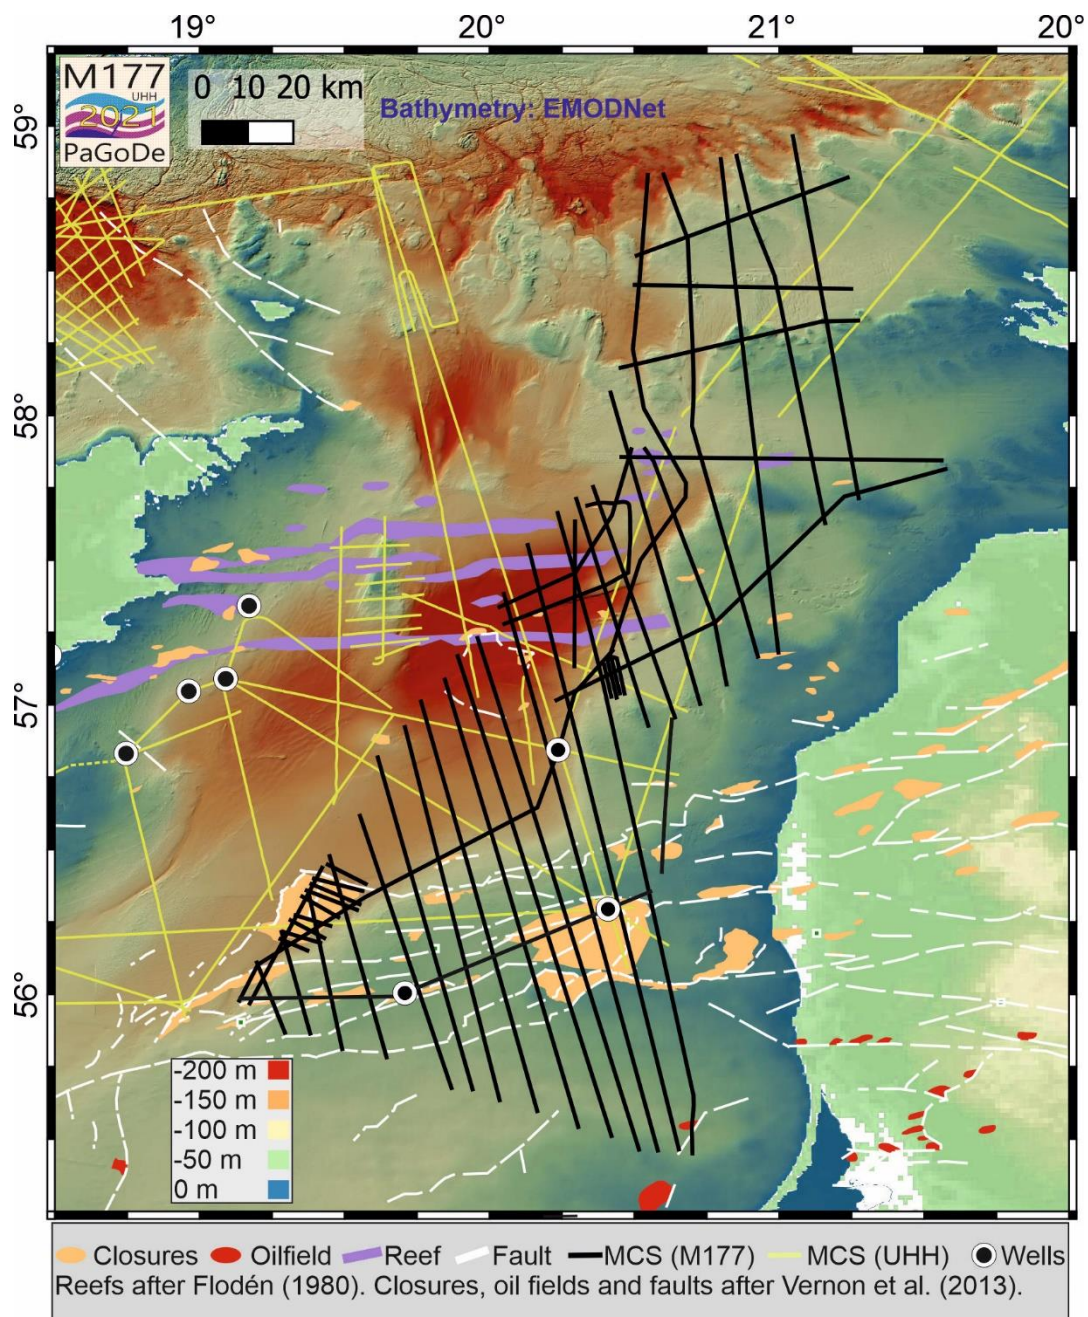 19° 20° 21° 20°
M177
UHH
2021
PaGoDe
0 10 20 km
Bathymetry: EMODNet
59°
58°
57°
56°
-200 m
-150 m
-100 m
-50 m
0 m
Closures Oilfield Reef Fault MCS (M177) MCS (UHH) Wells
Reefs after Flodén (1980). Closures, oil fields and faults after Vernon et al. (2013).